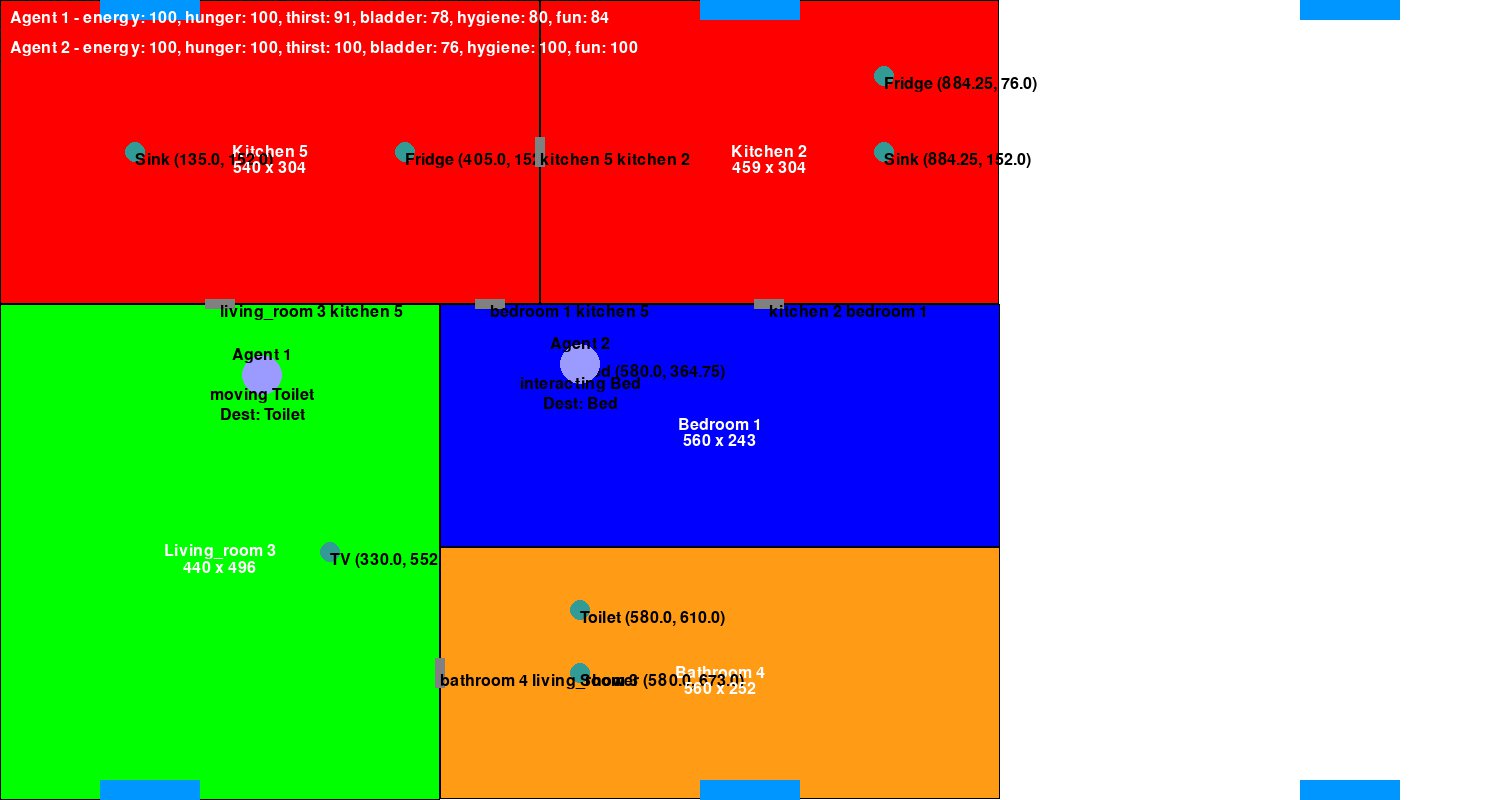 Agent 1 - energy: 100, hunger: 100, thirst: 91, bladder: 78, hygiene: 80, fun: 84
Agent 2 - energy: 100, hunger: 100, thirst: 100, bladder: 76, hygiene: 100, fun: 100
Fridge (884.25, 76.0)
Sink (135.0, 152.0)
Kitchen 5
540 x 304
Fridge (405.0, 152
kitchen 5 kitchen 2
Kitchen 2
459 x 304
Sink (884.25, 152.0)
living_room 3 kitchen 5
bedroom 1 kitchen 5
kitchen 2 bedroom 1
Agent 1
moving Toilet
Dest: Toilet
Agent 2
(580.0, 364.75)
interacting Bed
Dest: Bed
Bedroom 1
560 x 243
Living_room 3
440 x 496
TV (330.0, 552
Toilet (580.0, 610.0)
bathroom 4 living_room 3
Shower (580.0, 673.0)
Bathroom 4
560 x 252